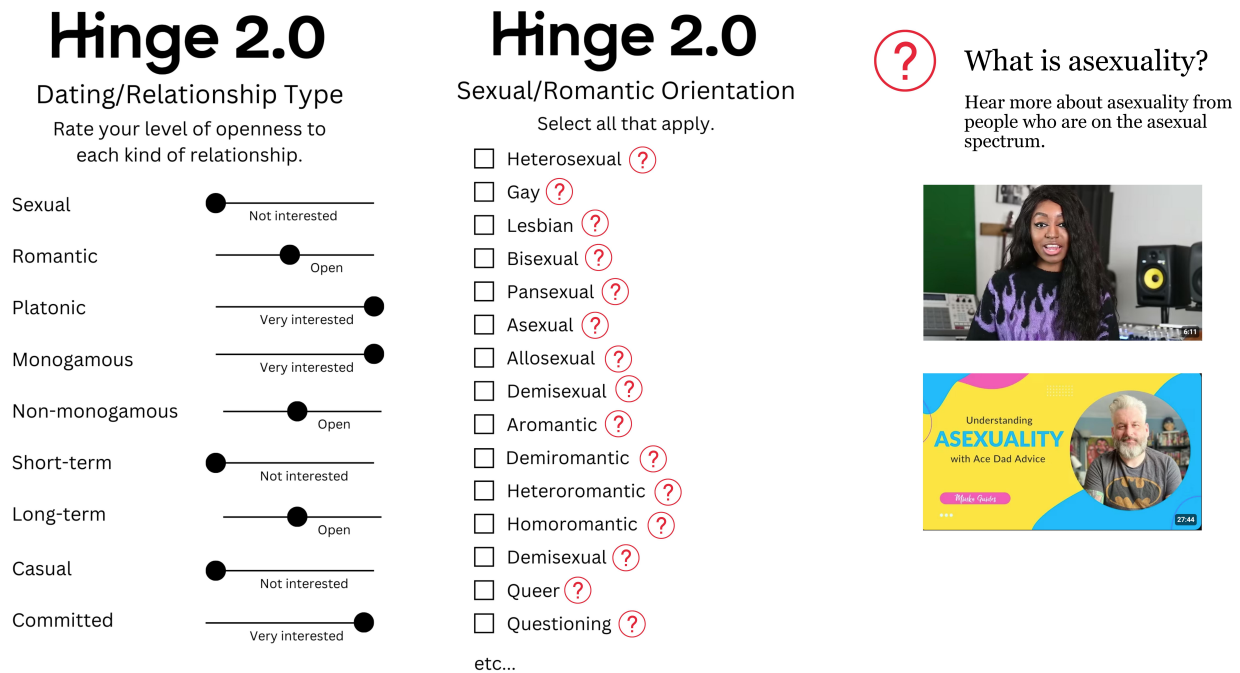 Hinge 2.0
Dating/Relationship Type
Rate your level of openness to
each kind of relationship.
Sexual
Not interested
Romantic
Open
Platonic
Very interested
Monogamous
Very interested
Non-monogamous
Open
Short-term
Not interested
Long-term
Open
Casual
Not interested
Committed
Very interested
Hinge 2.0
Sexual/Romantic Orientation
Select all that apply.
Heterosexual ?
Gay ?
Lesbian ?
Bisexual ?
Pansexual ?
Asexual ?
Allosexual ?
Demisexual ?
Aromantic ?
Demiromantic ?
Heteroromantic ?
Homoromantic ?
Demisexual ?
Queer ?
Questioning ?
etc...
? What is asexuality?
Hear more about asexuality from
people who are on the asexual
spectrum.
6:11
Understanding
ASEXUALITY
with Ace Dad Advice
Guides
27:44